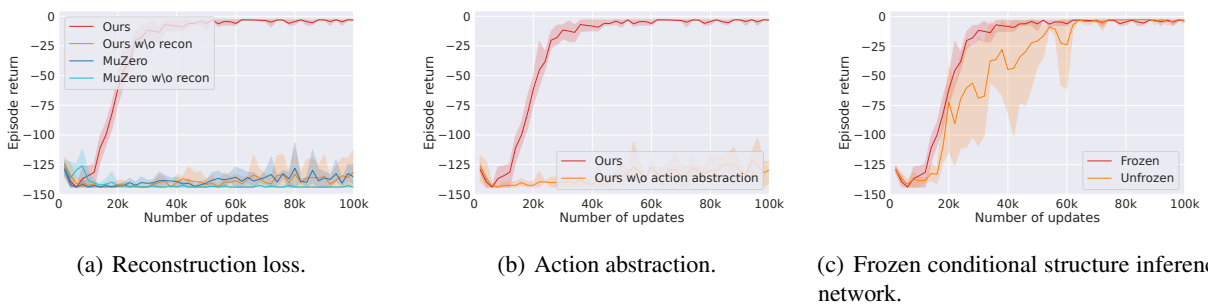 Ours
Ours w\o recon
MuZero
MuZero w\o recon
Episode return
0
−25
−50
−75
−100
−125
−150
0
20k
40k
60k
80k
100k
Number of updates
(a) Reconstruction loss.
Ours
Ours w\o action abstraction
Episode return
0
−25
−50
−75
−100
−125
−150
0
20k
40k
60k
80k
100k
Number of updates
(b) Action abstraction.
Frozen
Unfrozen
Episode return
0
−25
−50
−75
−100
−125
−150
0
20k
40k
60k
80k
100k
Number of updates
(c) Frozen conditional structure inferenc
network.